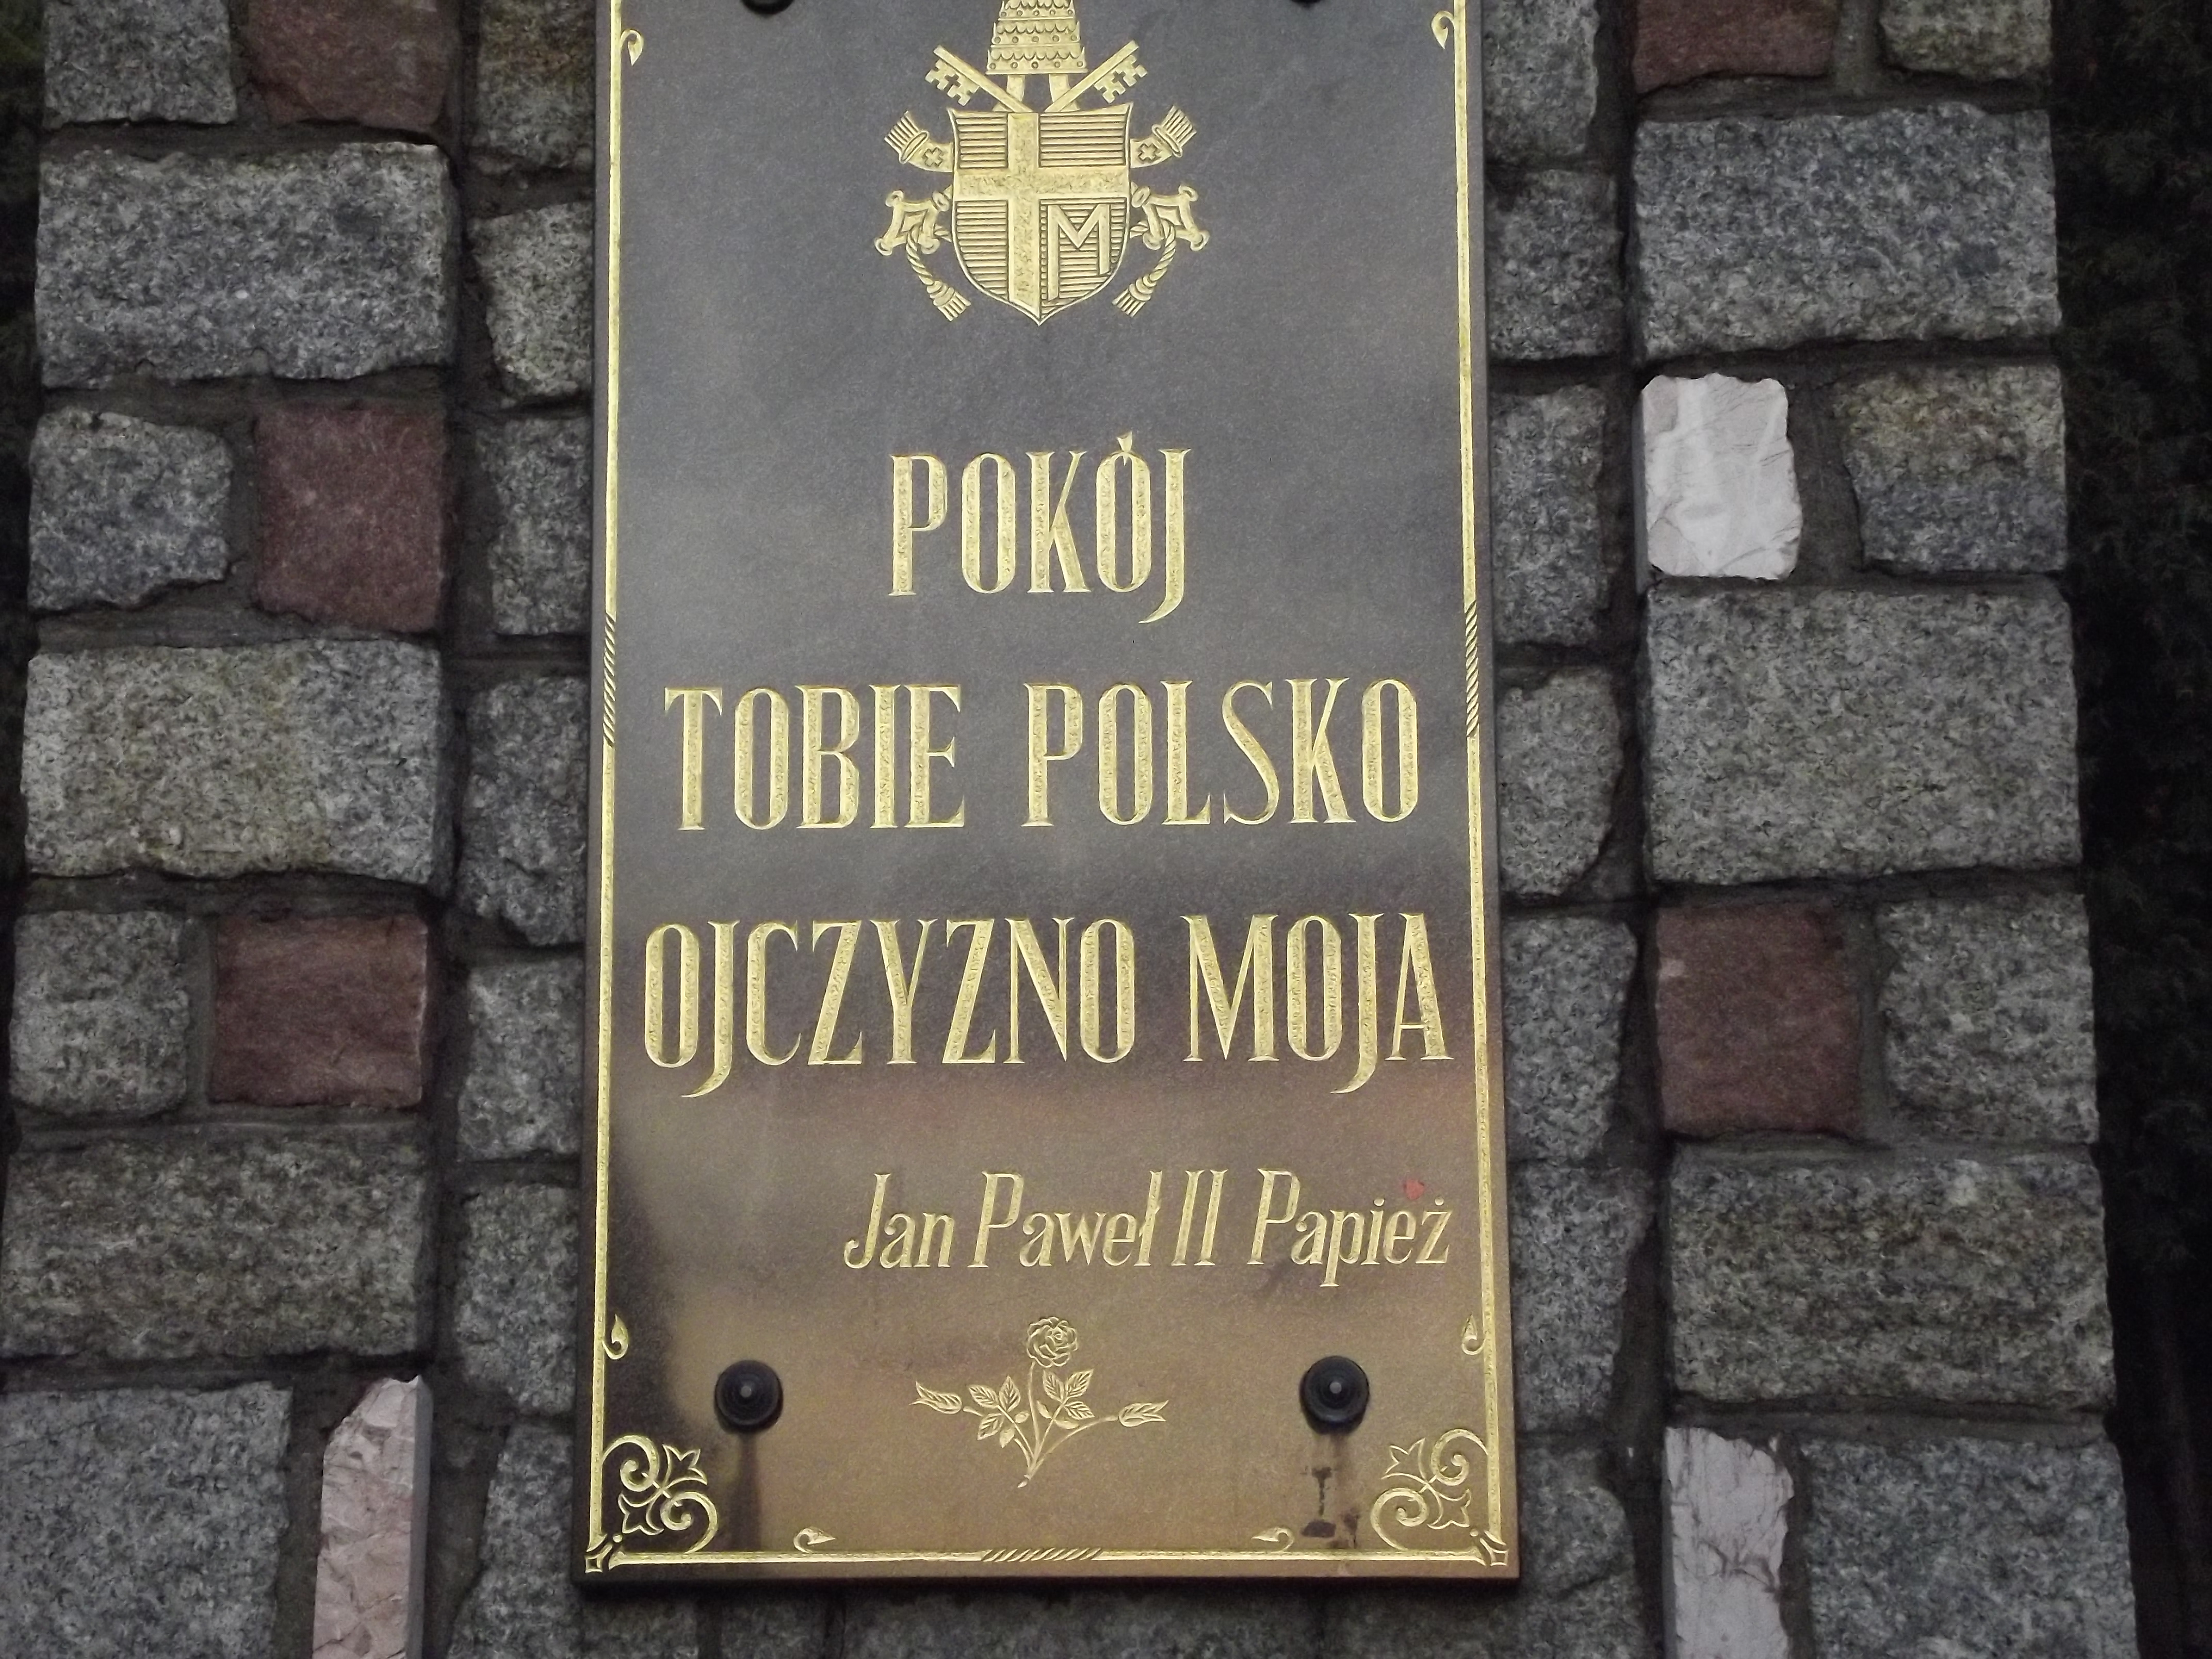 M
POKÓJ
TOBIE POLSKO
OJCZYZNO MOJA
Jan Paweł II Papież